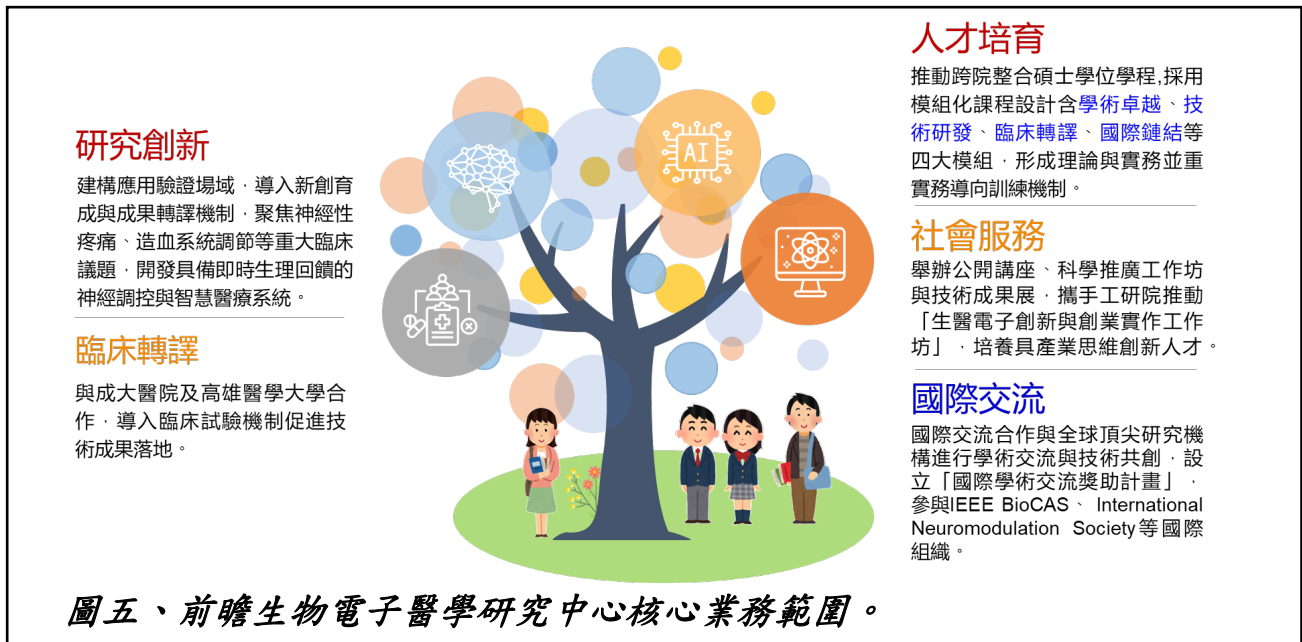 研究創新
建構應用驗證場域，導入新創育
成與成果轉譯機制，聚焦神經性
疼痛、造血系統調節等重大臨床
議題，開發具備即時生理回饋的
神經調控與智慧醫療系統。
臨床轉譯
與成大醫院及高雄醫學大學合
作，導入臨床試驗機制促進技
術成果落地。
AI
人才培育
推動跨院整合碩士學位學程,採用
模組化課程設計含學術卓越、技
術研發、臨床轉譯、國際鏈結等
四大模組，形成理論與實務並重
實務導向訓練機制。
社會服務
舉辦公開講座、科學推廣工作坊
與技術成果展，攜手工研院推動
「生醫電子創新與創業實作工作
坊」，培養具產業思維創新人才。
國際交流
國際交流合作與全球頂尖研究機
構進行學術交流與技術共創，設
立「國際學術交流獎助計畫」，
參與IEEE BioCAS、 International
Neuromodulation Society等國際
組織。
圖五、前瞻生物電子醫學研究中心核心業務範圍。